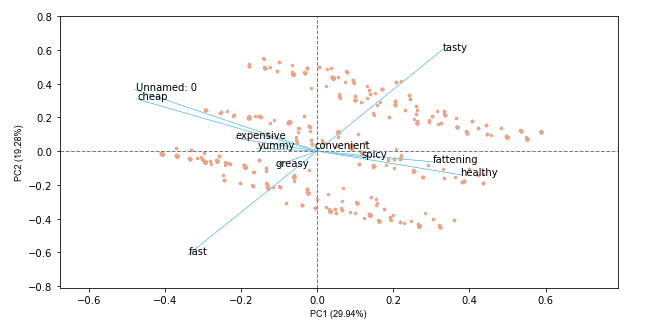 0.8
tasty
0.6
0.4
Unnamed: 0
cheap
0.2
expensive
yummy
convenient
spicy
fattening
0.0
greasy
healthy
−0.2
−0.4
fast
−0.6
−0.8
PC2 (19.28%)
−0.6 −0.4 −0.2 0.0 0.2 0.4 0.6
PC1 (29.94%)